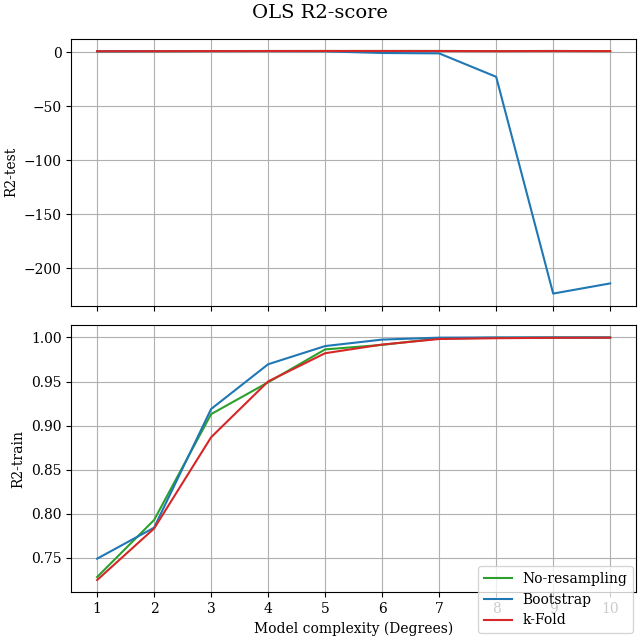 OLS R2-score
0
−50
−100
−150
−200
R2-test
1.00
0.95
0.90
0.85
0.80
0.75
R2-train
1 2 3 4 5 6 7 8 9 10
Model complexity (Degrees)
No-resampling
Bootstrap
k-Fold